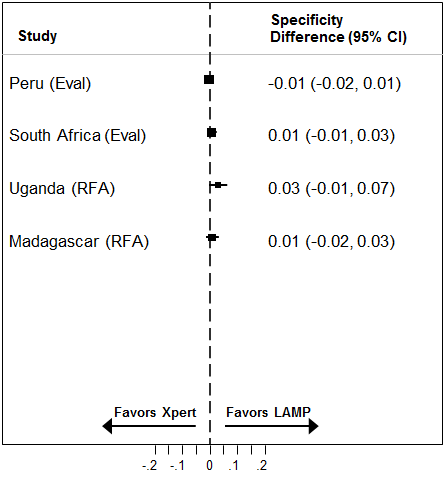 Study
Specificity
Difference (95% CI)
Peru (Eval) -0.01 (-0.02, 0.01)
South Africa (Eval) 0.01 (-0.01, 0.03)
Uganda (RFA) 0.03 (-0.01, 0.07)
Madagascar (RFA) 0.01 (-0.02, 0.03)
Favors Xpert Favors LAMP
-.2 -.1 0 .1 .2